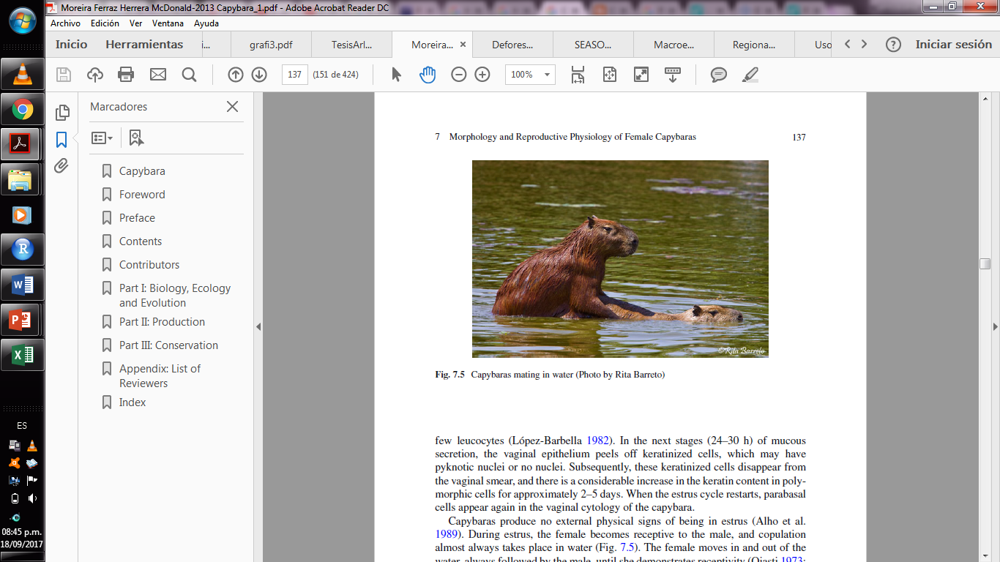 Moreira Ferraz Herrera McDonald-2013 Capybara_1.pdf - Adobe Acrobat Reader DC
Archivo Edición Ver Ventana Ayuda
Inicio Herramientas i... grafi3.pdf TesisArl... Moreira... × Defores... SEASO... Macroe... Regiona... Uso Iniciar sesión
137 (151 de 424) 100%
Marcadores
Capybara
Foreword
Preface
Contents
Contributors
Part I: Biology, Ecology
and Evolution
Part II: Production
Part III: Conservation
Appendix: List of
Reviewers
Index
7 Morphology and Reproductive Physiology of Female Capybaras 137
©Rita Barreto
Fig. 7.5 Capybaras mating in water (Photo by Rita Barreto)
few leucocytes (López-Barbella 1982). In the next stages (24–30 h) of mucous
secretion, the vaginal epithelium peels off keratinized cells, which may have
pyknotic nuclei or no nuclei. Subsequently, these keratinized cells disappear from
the vaginal smear, and there is a considerable increase in the keratin content in poly-
morphic cells for approximately 2–5 days. When the estrus cycle restarts, parabasal
cells appear again in the vaginal cytology of the capybara.
Capybaras produce no external physical signs of being in estrus (Alho et al.
1989). During estrus, the female becomes receptive to the male, and copulation
almost always takes place in water (Fig. 7.5). The female moves in and out of the
water, always followed by the male, until she demonstrates receptivity (Ojasti 1973;
ES
08:45 p.m.
18/09/2017